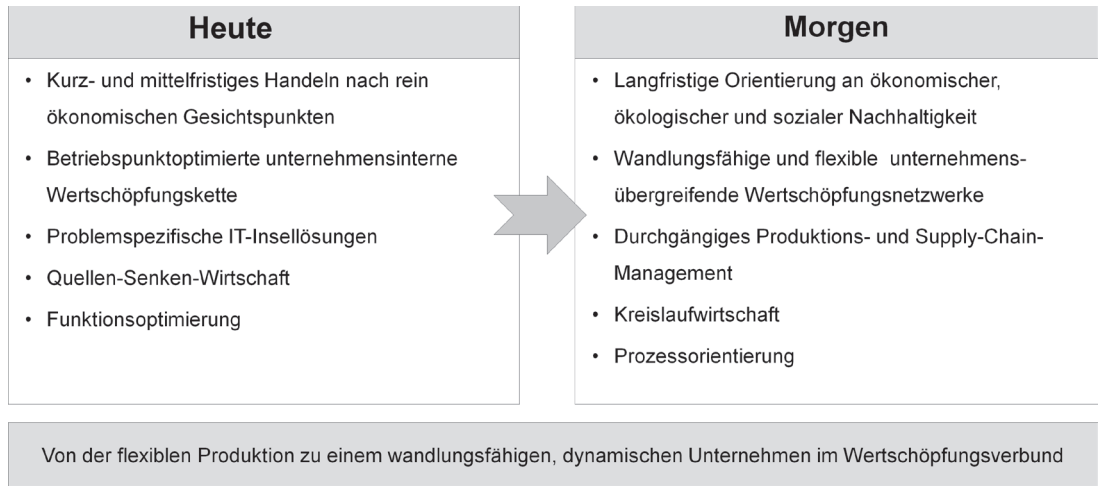 Heute
• Kurz- und mittelfristiges Handeln nach rein
ökonomischen Gesichtspunkten
• Betriebspunktoptimierte unternehmensinterne
Wertschöpfungskette
• Problemspezifische IT-Insellösungen
• Quellen-Senken-Wirtschaft
• Funktionsoptimierung
Morgen
• Langfristige Orientierung an ökonomischer,
ökologischer und sozialer Nachhaltigkeit
• Wandlungsfähige und flexible unternehmens-
übergreifende Wertschöpfungsnetzwerke
• Durchgängiges Produktions- und Supply-Chain-
Management
• Kreislaufwirtschaft
• Prozessorientierung
Von der flexiblen Produktion zu einem wandlungsfähigen, dynamischen Unternehmen im Wertschöpfungsverbund